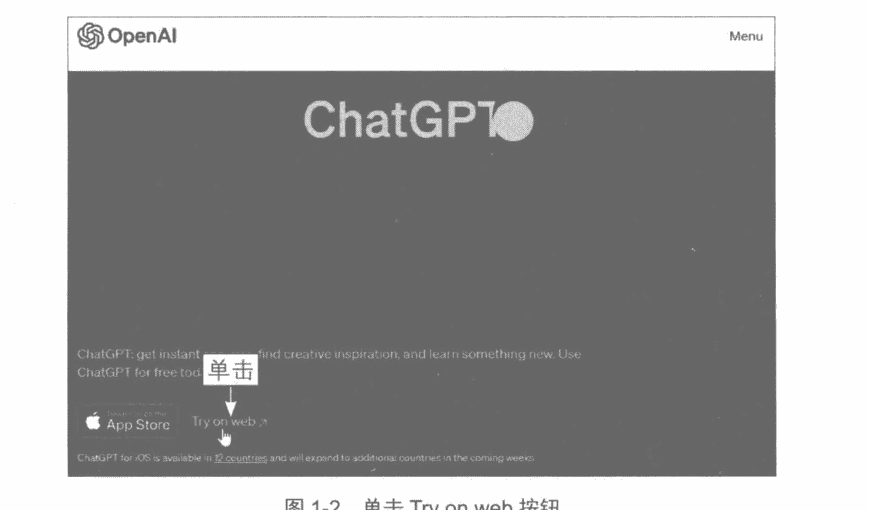 OpenAI
Menu
ChatGPT
ChatGPT: get instant find creative inspiration, and learn something new. Use
ChatGPT for free tod
单击
App Store
Try on web ↗
ChatGPT for iOS is available in 12 countries and will expand to additional countries in the coming weeks.
图 1-2 单击 Try on web 按钮